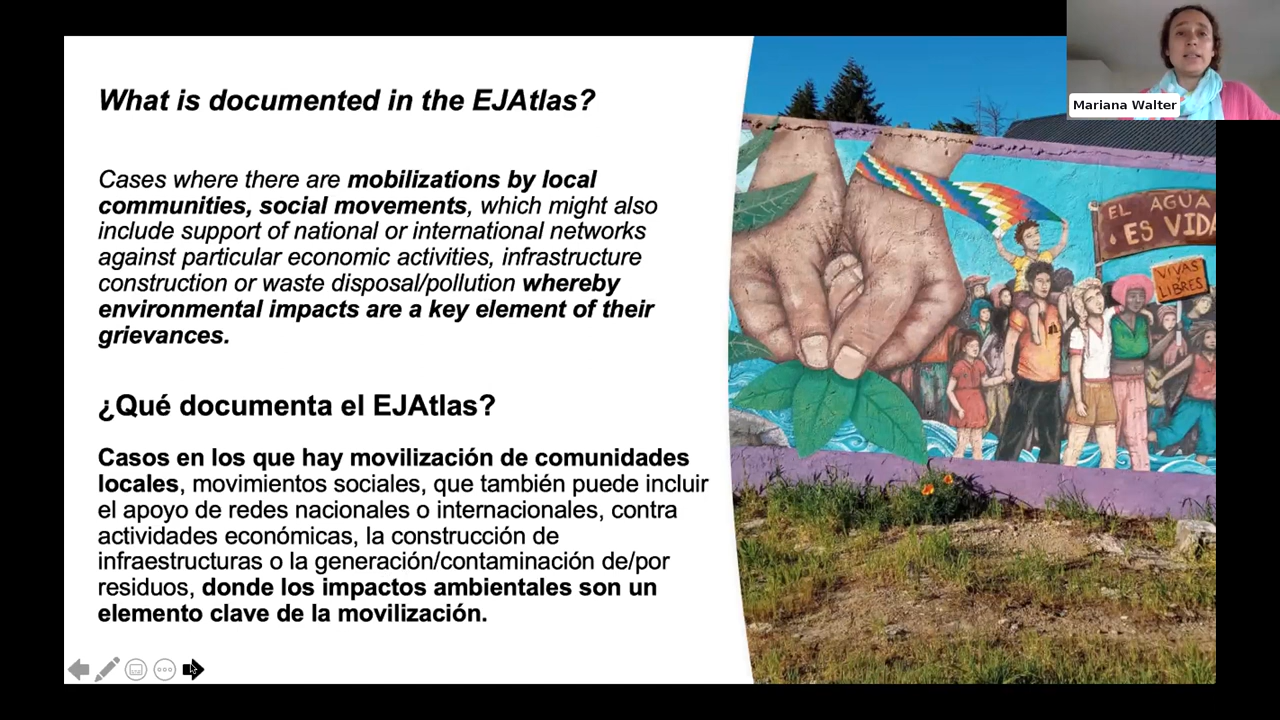 What is documented in the EJAtlas?
Cases where there are mobilizations by local
communities, social movements, which might also
include support of national or international networks
against particular economic activities, infrastructure
construction or waste disposal/pollution whereby
environmental impacts are a key element of their
grievances.
¿Qué documenta el EJAtlas?
Casos en los que hay movilización de comunidades
locales, movimientos sociales, que también puede incluir
el apoyo de redes nacionales o internacionales, contra
actividades económicas, la construcción de
infraestructuras o la generación/contaminación de/por
residuos, donde los impactos ambientales son un
elemento clave de la movilización.
Mariana Walter
EL AGUA
ES VIDA
VIVAS
Y
LIBRES